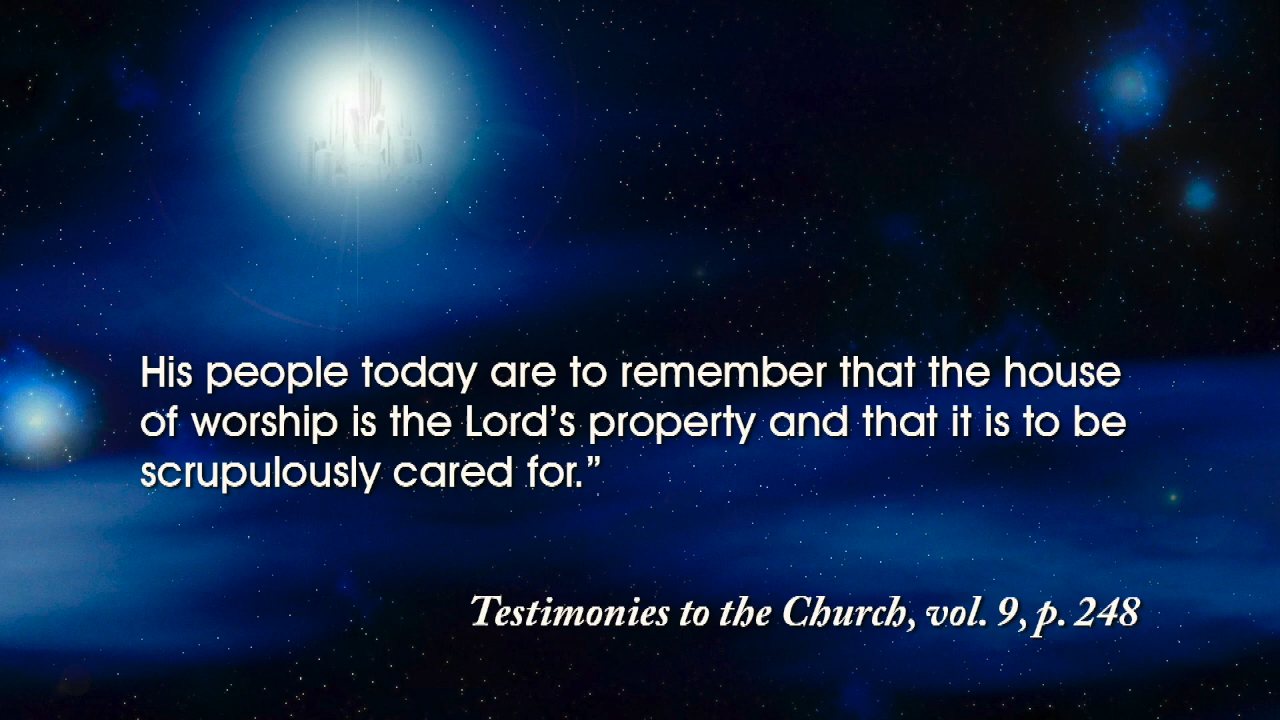 His people today are to remember that the house
of worship is the Lord’s property and that it is to be
scrupulously cared for.”
Testimonies to the Church, vol. 9, p. 248